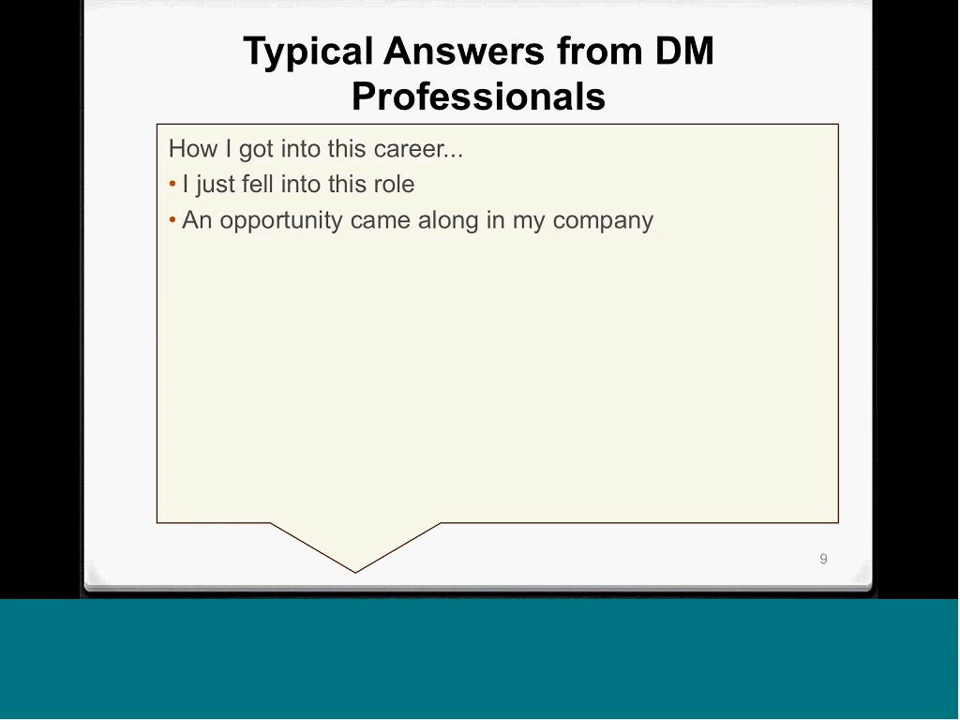 Typical Answers from DM
Professionals
How I got into this career...
• I just fell into this role
• An opportunity came along in my company
9